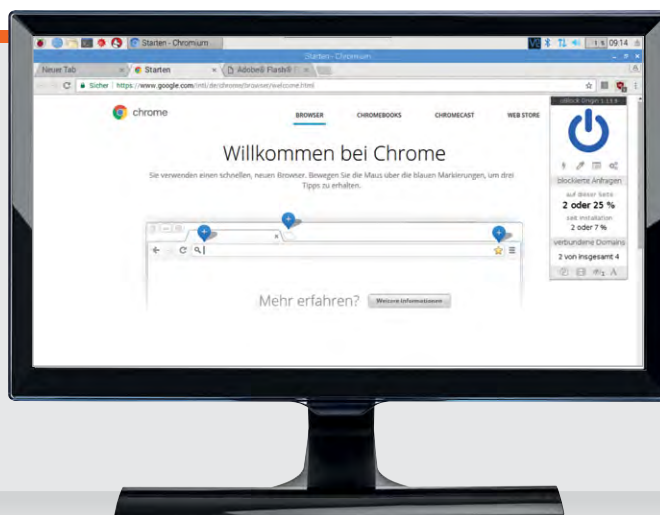 Starten - Chromium
09:14
Starten - Chromium
Neuer Tab
Starten
Adobe® Flash®
Sicher
https://www.google.com/intl/de/chrome/browser/welcome.html
chrome
BROWSER
CHROMEBOOKS
CHROMECAST
WEB STORE
Willkommen bei Chrome
Sie verwenden einen schnellen, neuen Browser. Bewegen Sie die Maus über die blauen Markierungen, um drei
Tipps zu erhalten.
Mehr erfahren?
Weitere Informationen
blockierte Anfragen
auf dieser Seite
2 oder 25 %
seit Installation
2 oder 7 %
verbundene Domains
2 von insgesamt 4